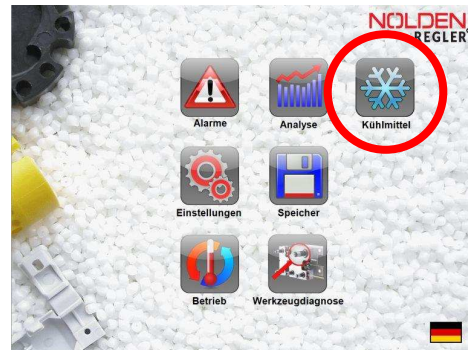 NOLDEN
REGLER
Alarme
Analyse
Kühlmittel
Einstellungen
Speicher
Betrieb
Werkzeugdiagnose